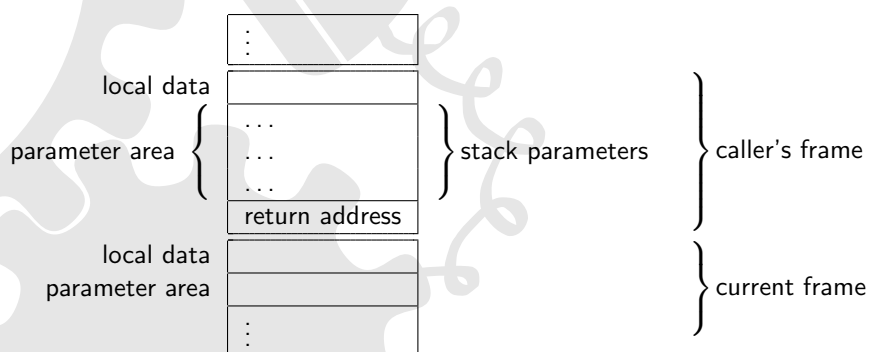 ⋮
local data
. . .
parameter area
. . .
stack parameters
caller's frame
. . .
return address
local data
parameter area
current frame
⋮